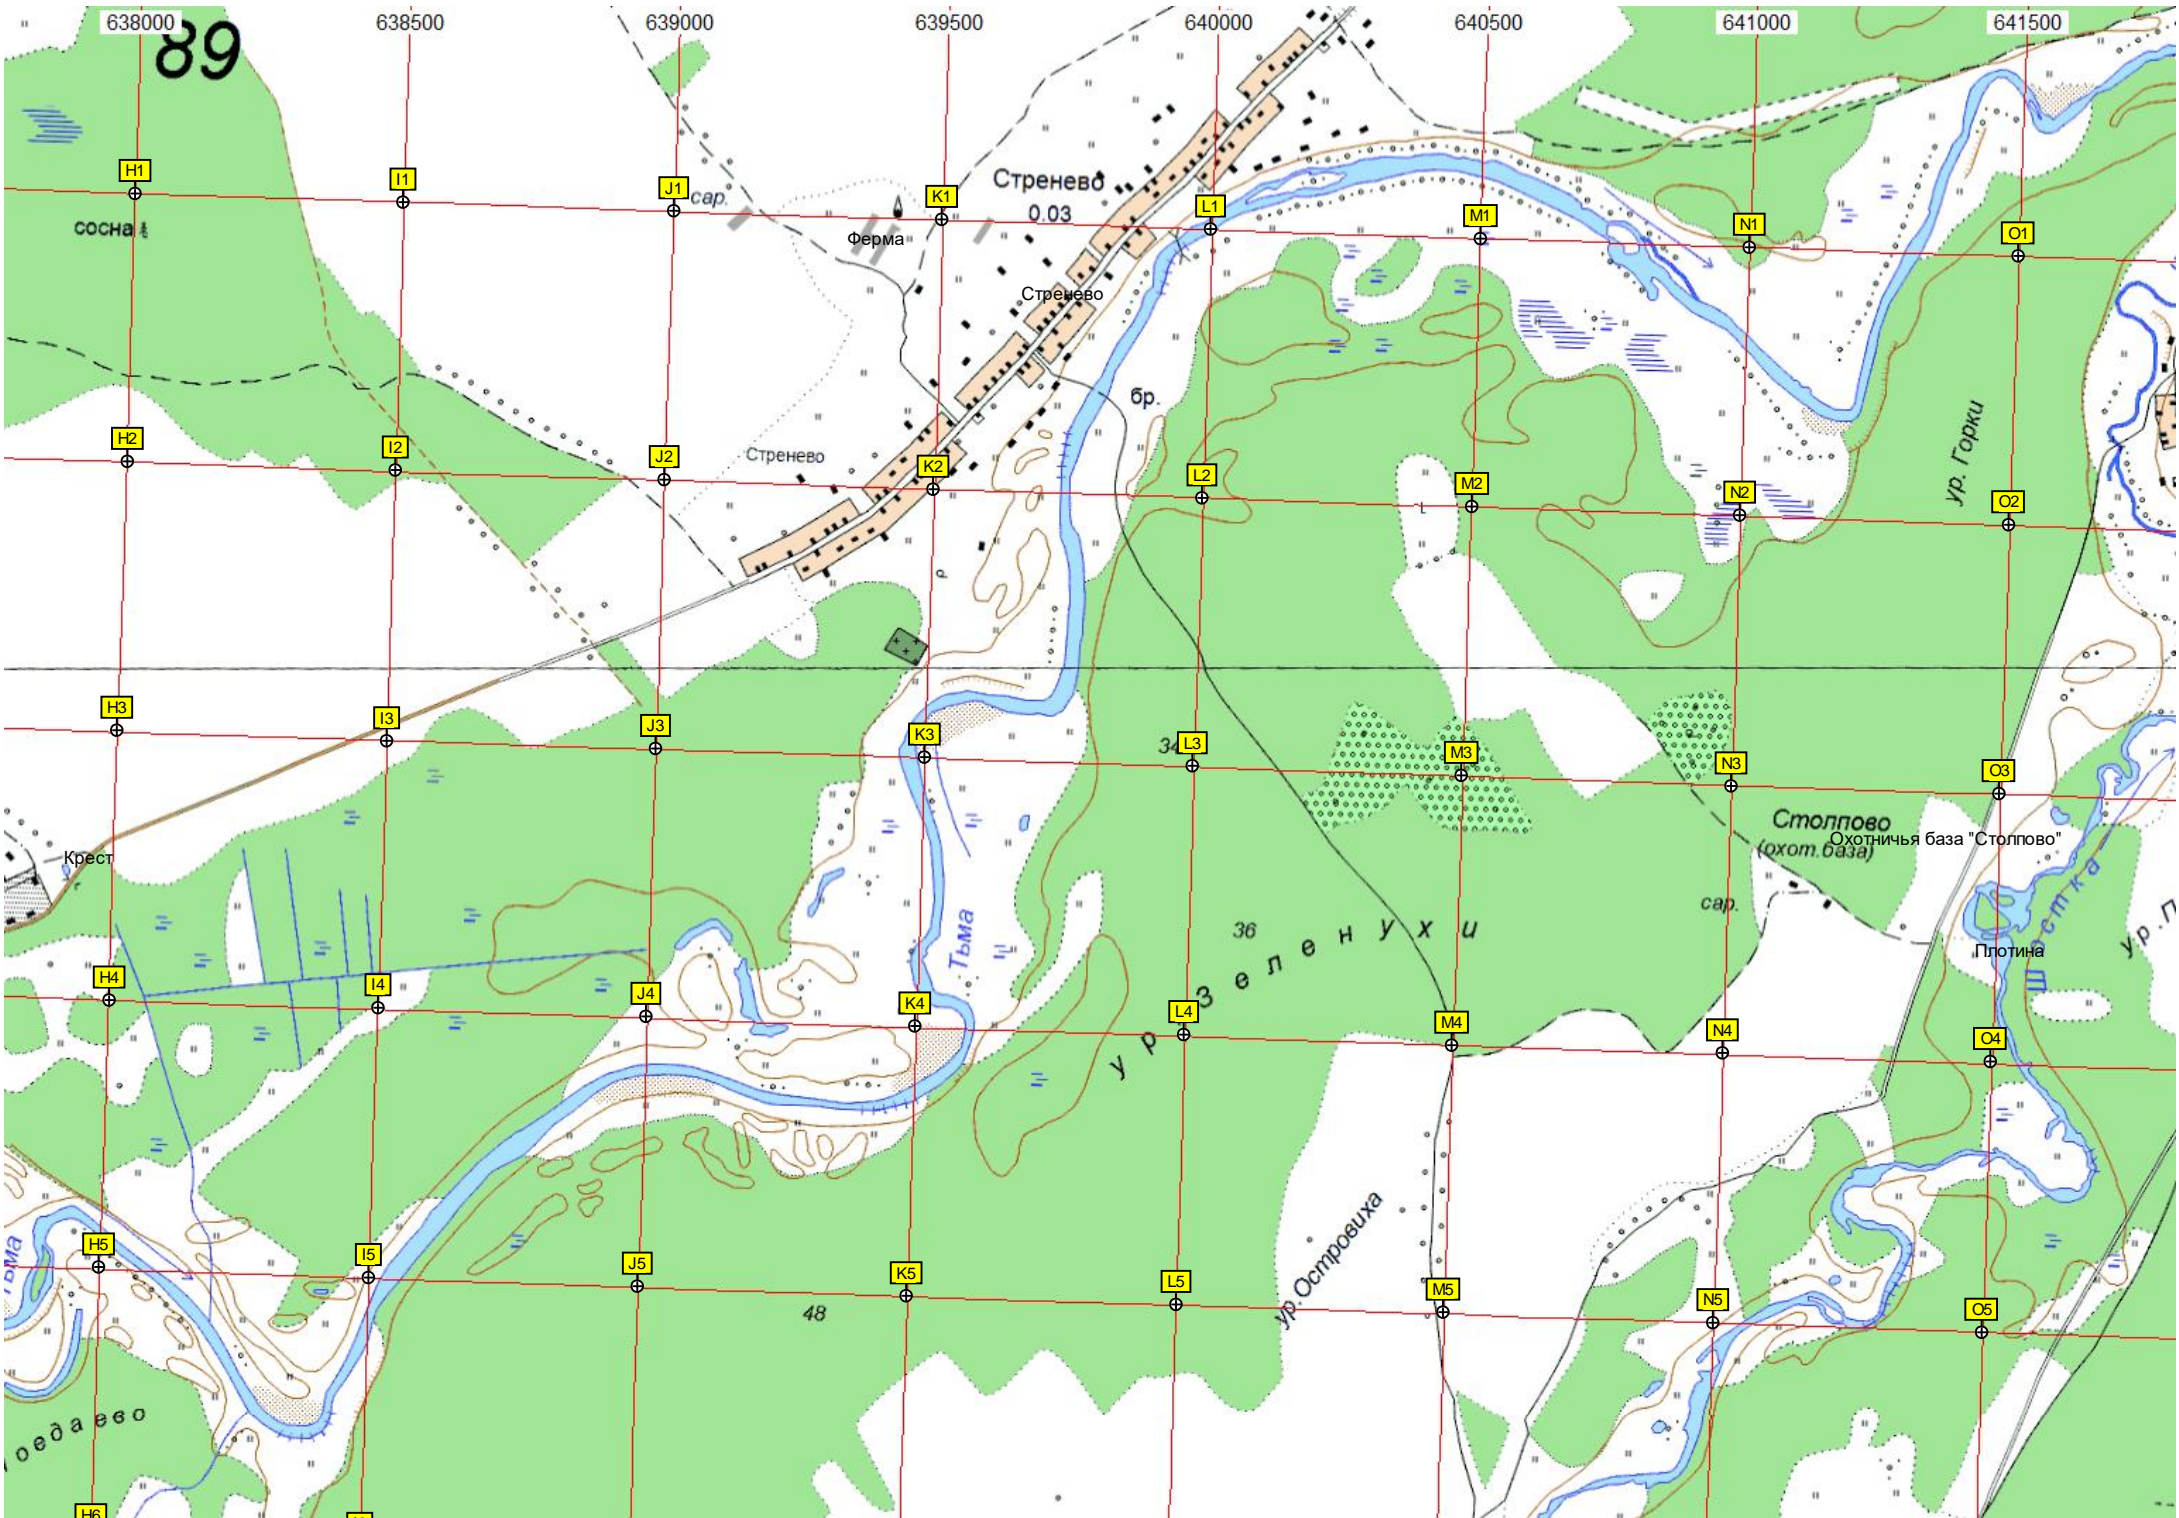 638000 638500 639000 639500 640000 640500 641000 641500
89
H1 I1 J1 K1 L1 M1 N1 O1
сар.
Стренево
0.03
сосна
Ферма
Стренево
бр.
ур. Горки
H2 I2 J2 K2 L2 M2 N2 O2
Стренево
H3 I3 J3 K3 L3 M3 N3 O3
34
Столпово
(охот.база)
Охотничья база "Столпово"
Крест
сар.
Тьма
36
ур. Зеленухи
Шостка
Плотина
H4 I4 J4 K4 L4 M4 N4 O4
ур.Островиха
H5 I5 J5 K5 L5 M5 N5 O5
48
H6